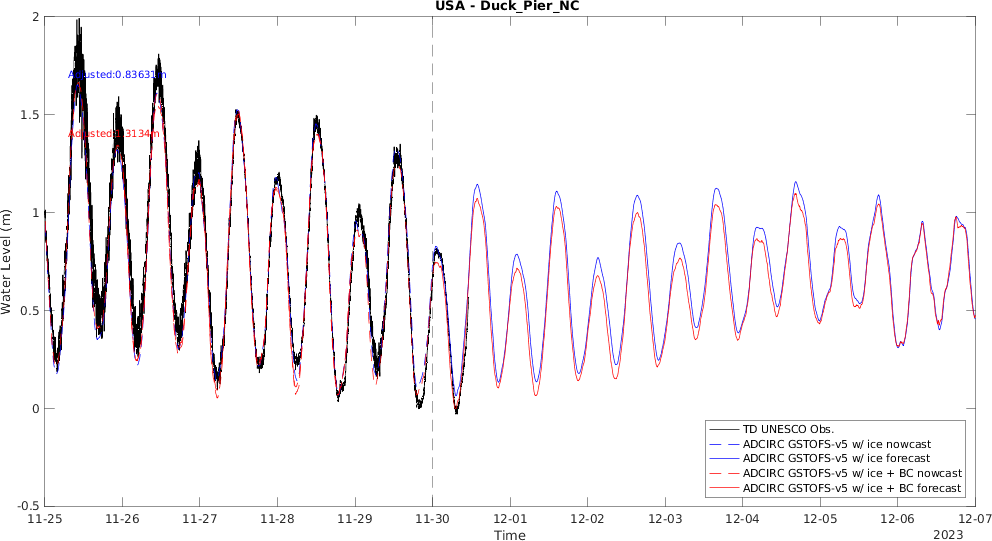 USA - Duck_Pier_NC
2
1.5
1
0.5
0
-0.5
Water Level (m)
Adjusted:0.83631m
11-25
11-26
11-27
11-28
11-29
11-30
12-01
12-02
12-03
12-04
12-05
12-06
12-07
2023
Time
TD UNESCO Obs.
ADCIRC GSTOFS-v5 w/ ice nowcast
ADCIRC GSTOFS-v5 w/ ice forecast
ADCIRC GSTOFS-v5 w/ ice + BC nowcast
ADCIRC GSTOFS-v5 w/ ice + BC forecast